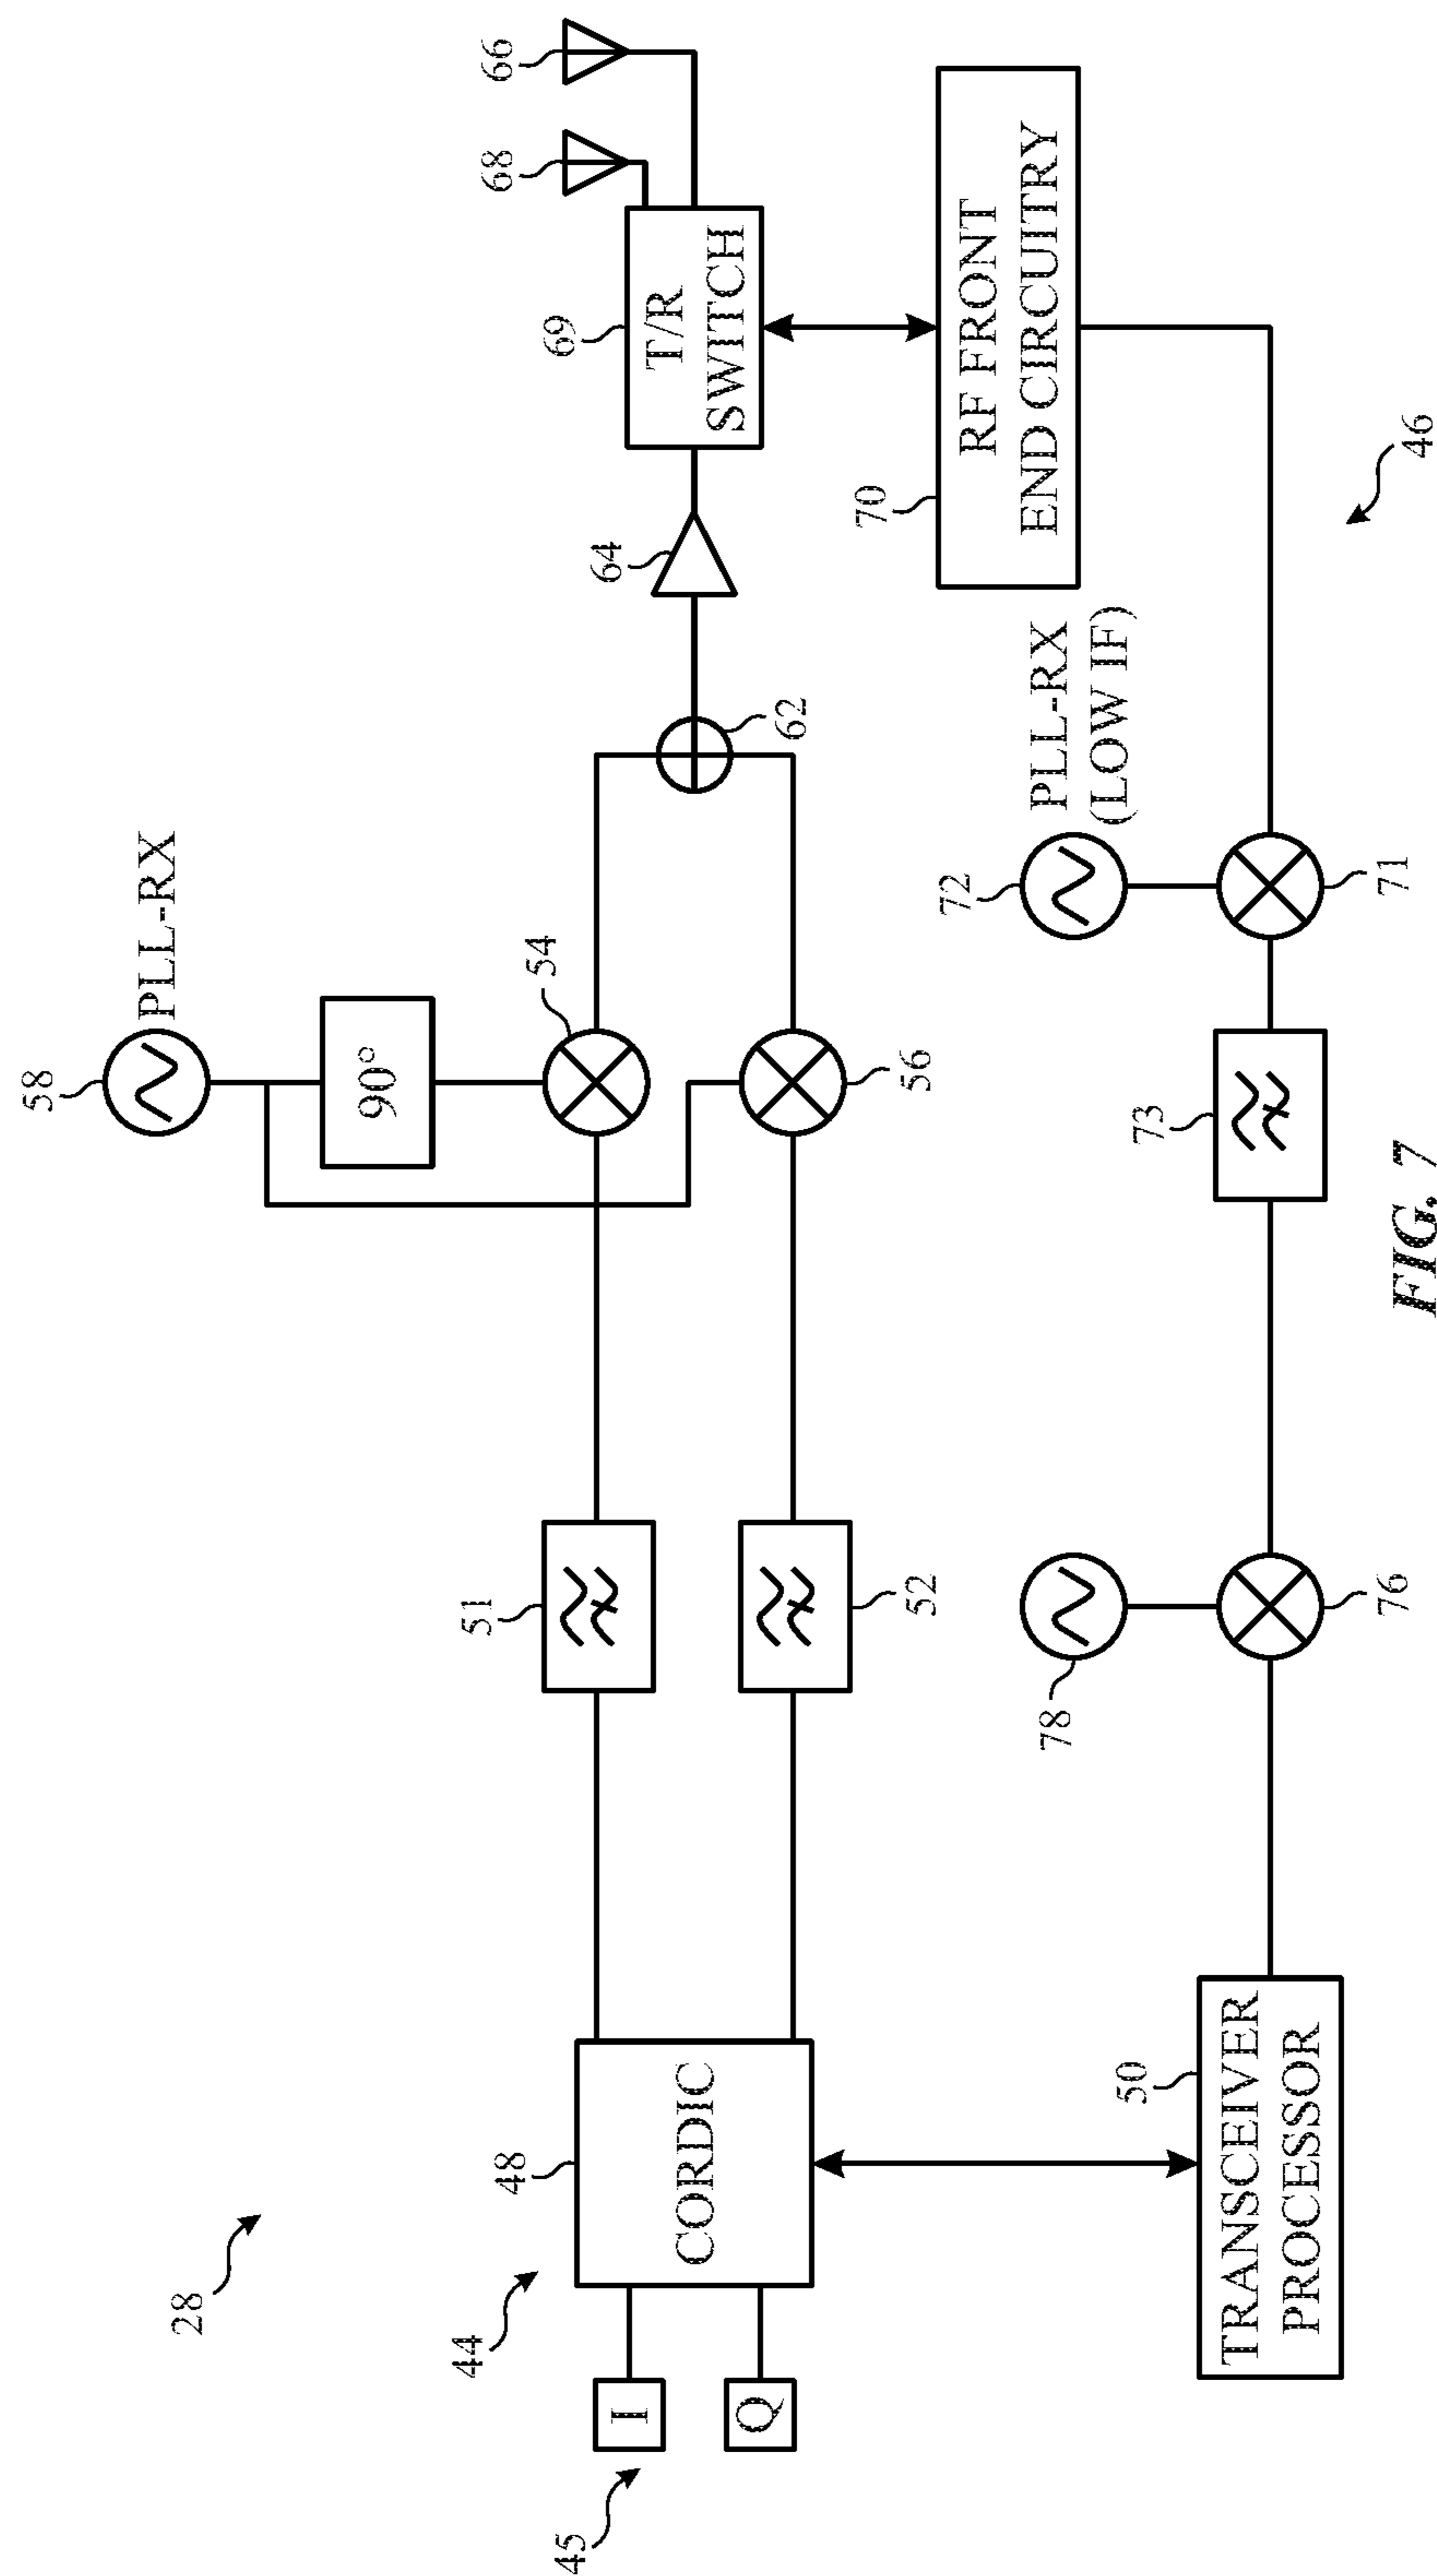 28
45
44
I
Q
48
CORDIC
50
TRANSCEIVER
PROCESSOR
51
52
58
PLL-RX
90°
54
56
62
64
68
66
69
T/R
SWITCH
70
RF FRONT
END CIRCUITRY
46
78
76
73
72
PLL-RX
(LOW IF)
71
FIG. 7